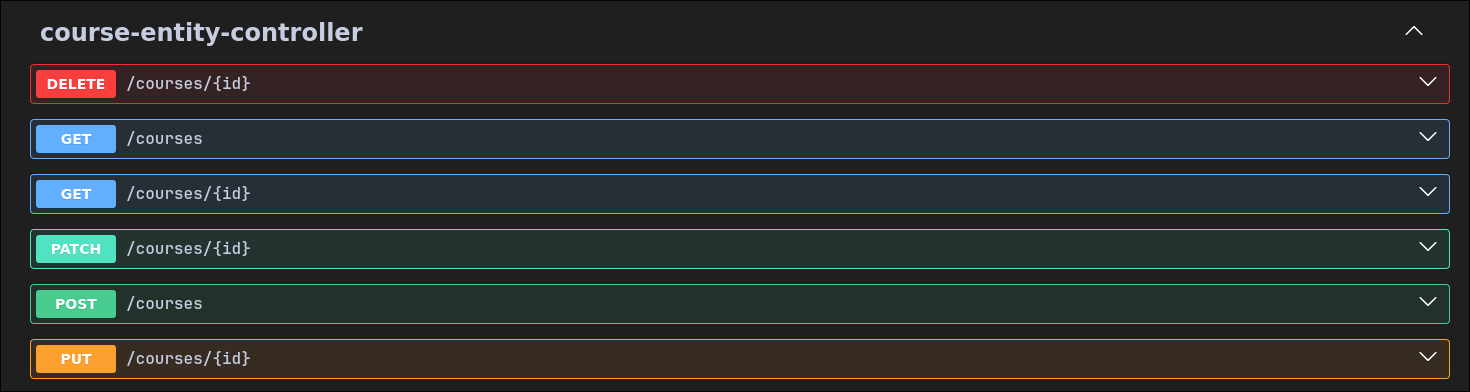 course-entity-controller
DELETE /courses/{id}
GET /courses
GET /courses/{id}
PATCH /courses/{id}
POST /courses
PUT /courses/{id}